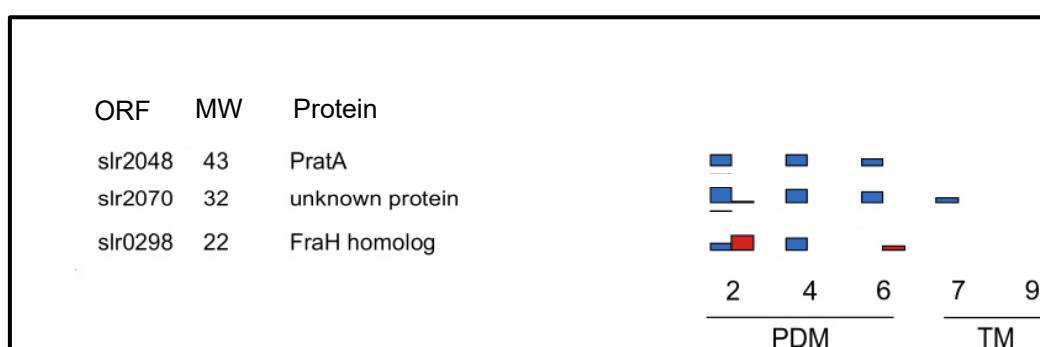 ORF MW Protein
slr2048 43 PratA
slr2070 32 unknown protein
slr0298 22 FraH homolog
2 4 6 7 9
PDM TM